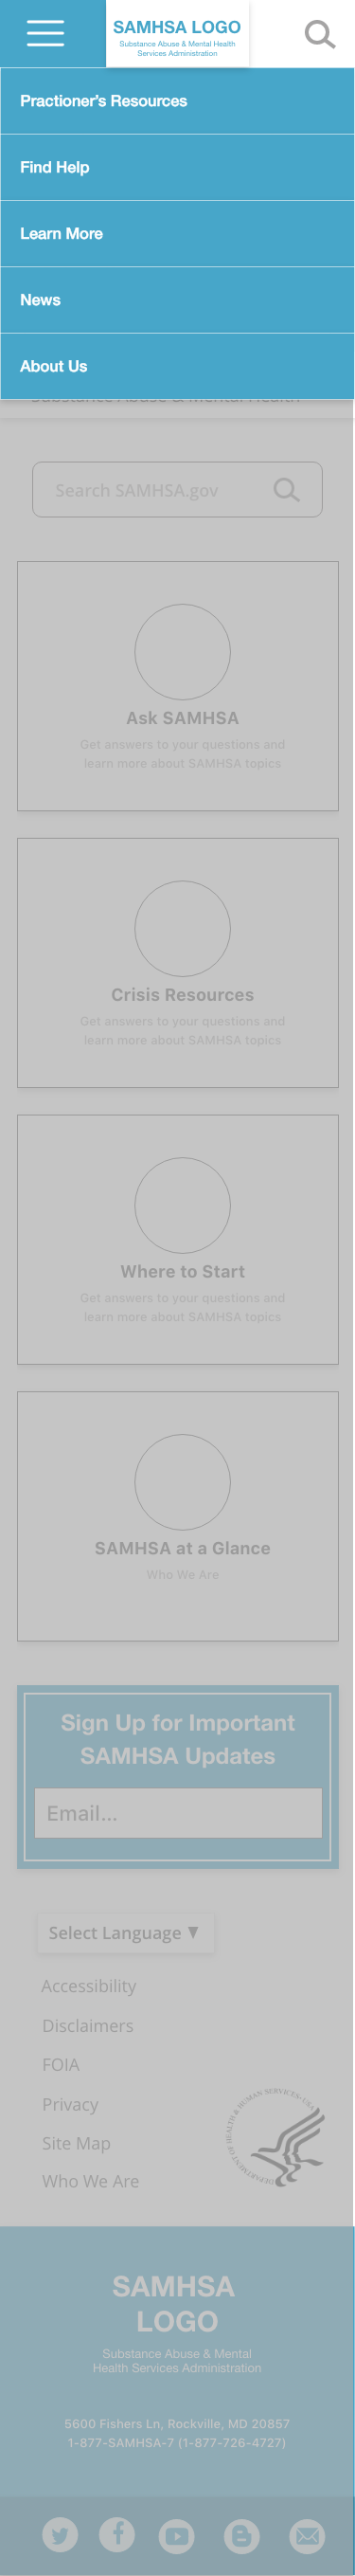 SAMHSA LOGO
Substance Abuse & Mental Health
Services Administration
Practioner's Resources
Find Help
Learn More
News
About Us
Substance Abuse & Mental Health
Search SAMHSA.gov
Ask SAMHSA
Get answers to your questions and
learn more about SAMHSA topics
Crisis Resources
Get answers to your questions and
learn more about SAMHSA topics
Where to Start
Get answers to your questions and
learn more about SAMHSA topics
SAMHSA at a Glance
Who We Are
Sign Up for Important
SAMHSA Updates
Email...
Select Language ▼
Accessibility
Disclaimers
FOIA
Privacy
Site Map
Who We Are
DEPARTMENT OF HEALTH & HUMAN SERVICES • USA
SAMHSA
LOGO
Substance Abuse & Mental
Health Services Administration
5600 Fishers Ln, Rockville, MD 20857
1-877-SAMHSA-7 (1-877-726-4727)